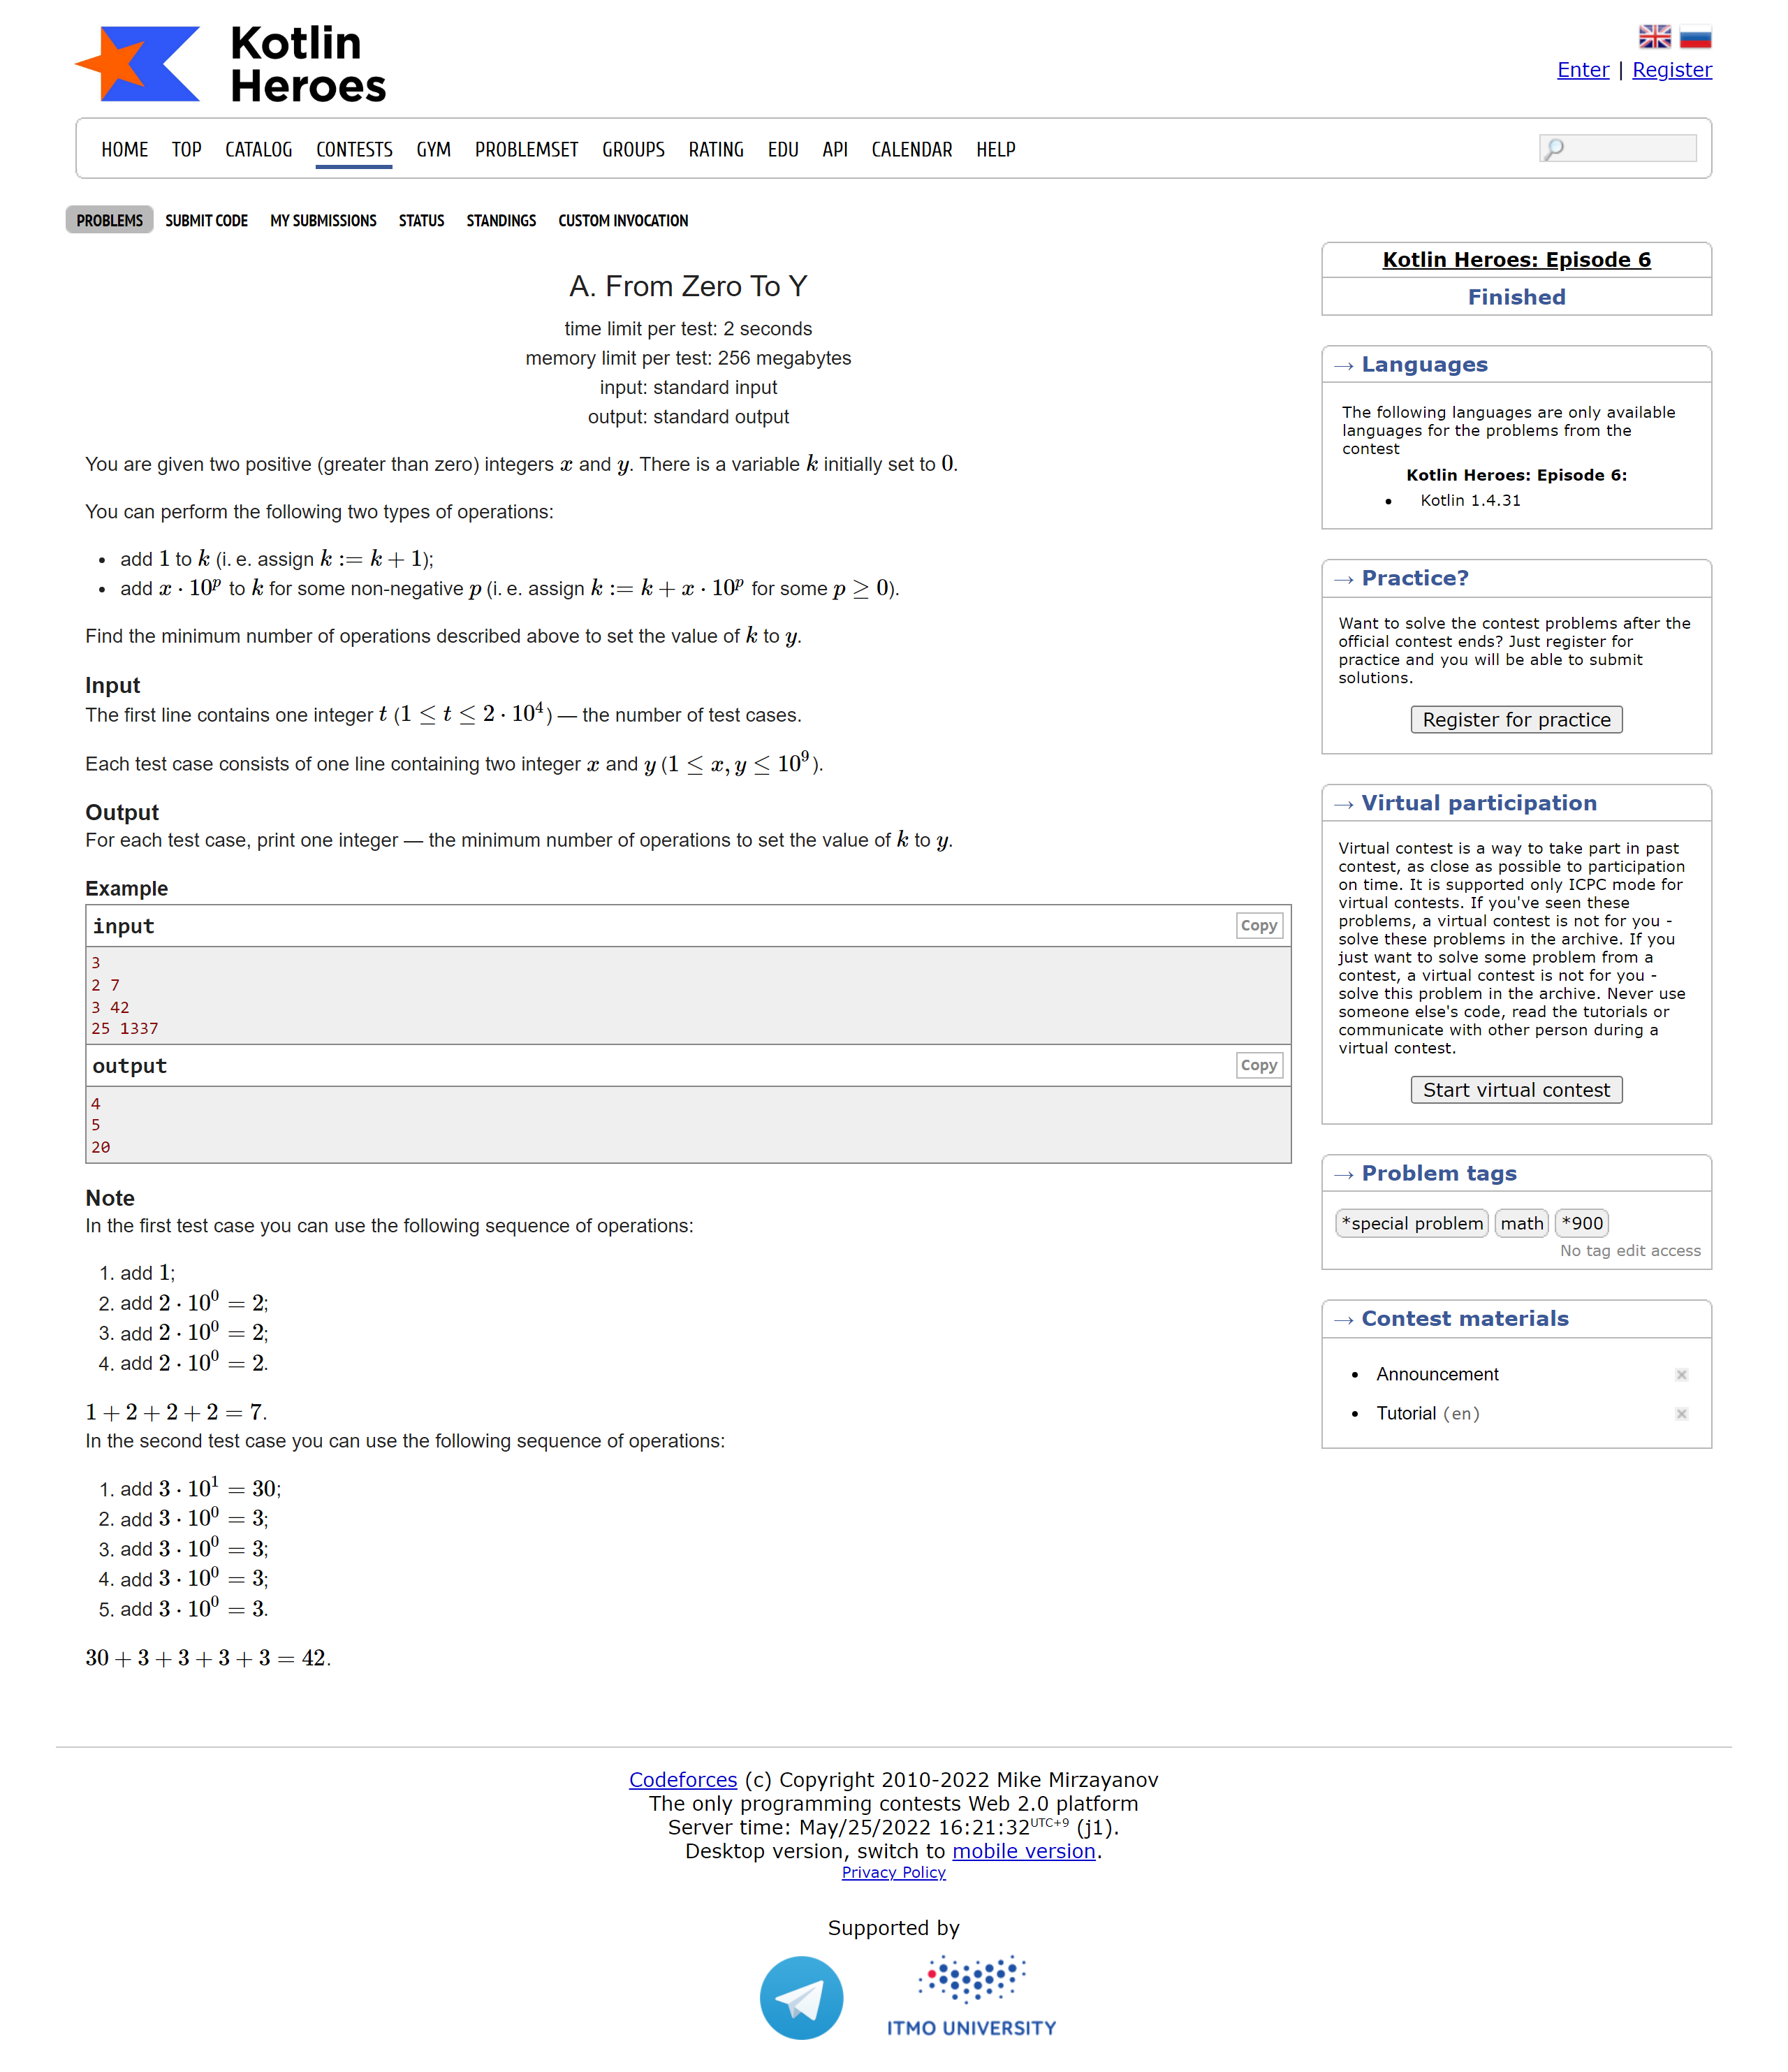 Kotlin
Heroes
Enter | Register
HOME TOP CATALOG CONTESTS GYM PROBLEMSET GROUPS RATING EDU API CALENDAR HELP
PROBLEMS SUBMIT CODE MY SUBMISSIONS STATUS STANDINGS CUSTOM INVOCATION
A. From Zero To Y
time limit per test: 2 seconds
memory limit per test: 256 megabytes
input: standard input
output: standard output
You are given two positive (greater than zero) integers x and y. There is a variable k initially set to 0.
You can perform the following two types of operations:
• add 1 to k (i. e. assign k := k + 1);
• add x · 10^p to k for some non-negative p (i. e. assign k := k + x · 10^p for some p ≥ 0).
Find the minimum number of operations described above to set the value of k to y.
Input
The first line contains one integer t (1 ≤ t ≤ 2 · 10^4) — the number of test cases.
Each test case consists of one line containing two integer x and y (1 ≤ x, y ≤ 10^9).
Output
For each test case, print one integer — the minimum number of operations to set the value of k to y.
Example
input
Copy
3
2 7
3 42
25 1337
output
Copy
4
5
20
Note
In the first test case you can use the following sequence of operations:
1. add 1;
2. add 2 · 10^0 = 2;
3. add 2 · 10^0 = 2;
4. add 2 · 10^0 = 2.
1 + 2 + 2 + 2 = 7.
In the second test case you can use the following sequence of operations:
1. add 3 · 10^1 = 30;
2. add 3 · 10^0 = 3;
3. add 3 · 10^0 = 3;
4. add 3 · 10^0 = 3;
5. add 3 · 10^0 = 3.
30 + 3 + 3 + 3 + 3 = 42.
Kotlin Heroes: Episode 6
Finished
→ Languages
The following languages are only available
languages for the problems from the
contest
Kotlin Heroes: Episode 6:
• Kotlin 1.4.31
→ Practice?
Want to solve the contest problems after the
official contest ends? Just register for
practice and you will be able to submit
solutions.
Register for practice
→ Virtual participation
Virtual contest is a way to take part in past
contest, as close as possible to participation
on time. It is supported only ICPC mode for
virtual contests. If you've seen these
problems, a virtual contest is not for you -
solve these problems in the archive. If you
just want to solve some problem from a
contest, a virtual contest is not for you -
solve this problem in the archive. Never use
someone else's code, read the tutorials or
communicate with other person during a
virtual contest.
Start virtual contest
→ Problem tags
*special problem math *900
No tag edit access
→ Contest materials
• Announcement
• Tutorial (en)
Codeforces (c) Copyright 2010-2022 Mike Mirzayanov
The only programming contests Web 2.0 platform
Server time: May/25/2022 16:21:32 UTC+9 (j1).
Desktop version, switch to mobile version.
Privacy Policy
Supported by
ITMO UNIVERSITY